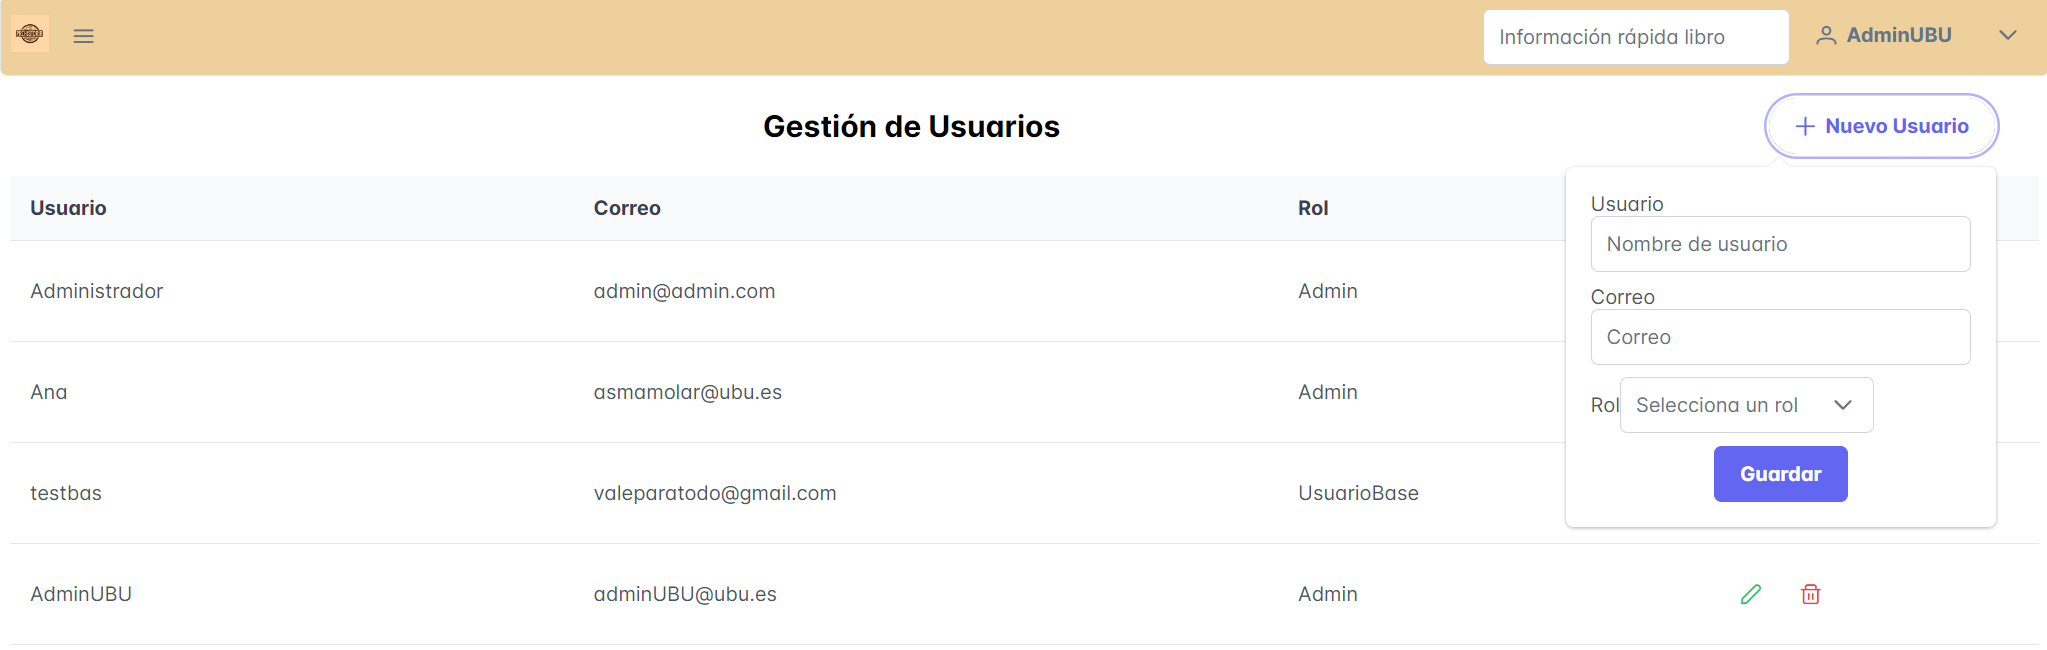 Información rápida libro
AdminUBU
Gestión de Usuarios
Nuevo Usuario
Usuario Correo Rol
Administrador admin@admin.com Admin
Ana asmamolar@ubu.es Admin
testbas valeparatodo@gmail.com UsuarioBase
AdminUBU adminUBU@ubu.es Admin
Usuario
Nombre de usuario
Correo
Correo
Rol Selecciona un rol
Guardar